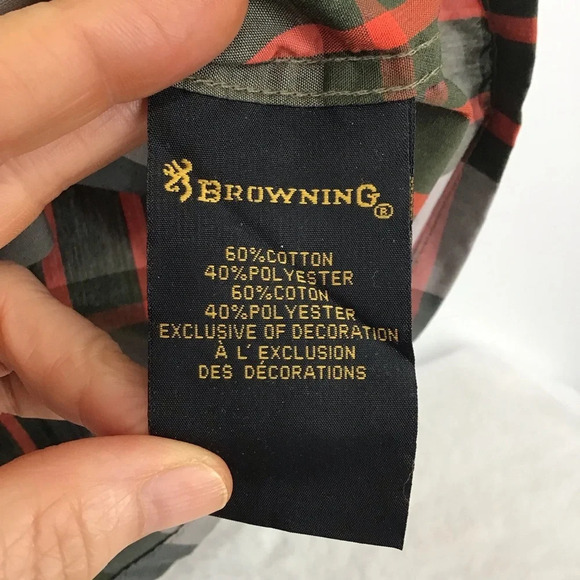 BROWNING®
60%COTTON
40%POLYESTER
60%COTON
40%POLYESTER
EXCLUSIVE OF DECORATION
À L'EXCLUSION
DES DÉCORATIONS